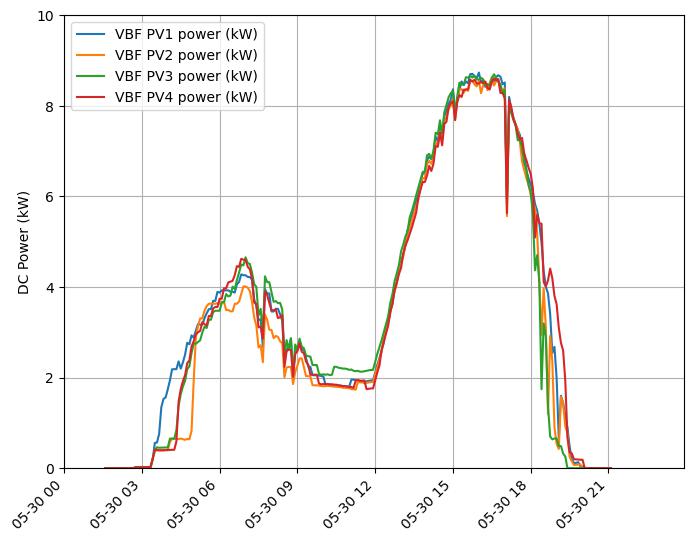 VBF PV1 power (kW)
VBF PV2 power (kW)
VBF PV3 power (kW)
VBF PV4 power (kW)
DC Power (kW)
10
8
6
4
2
0
05-30 00
05-30 03
05-30 06
05-30 09
05-30 12
05-30 15
05-30 18
05-30 21